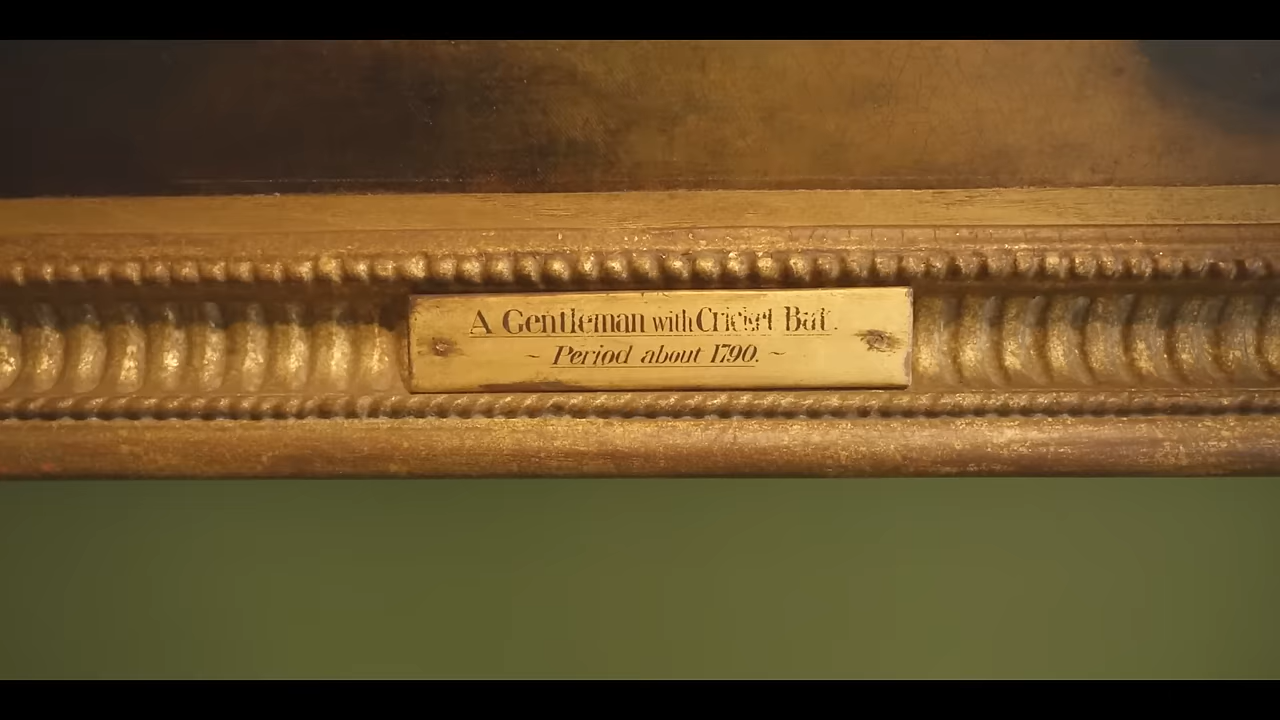 A Gentleman with Cricket Bat.
~ Period about 1790. ~